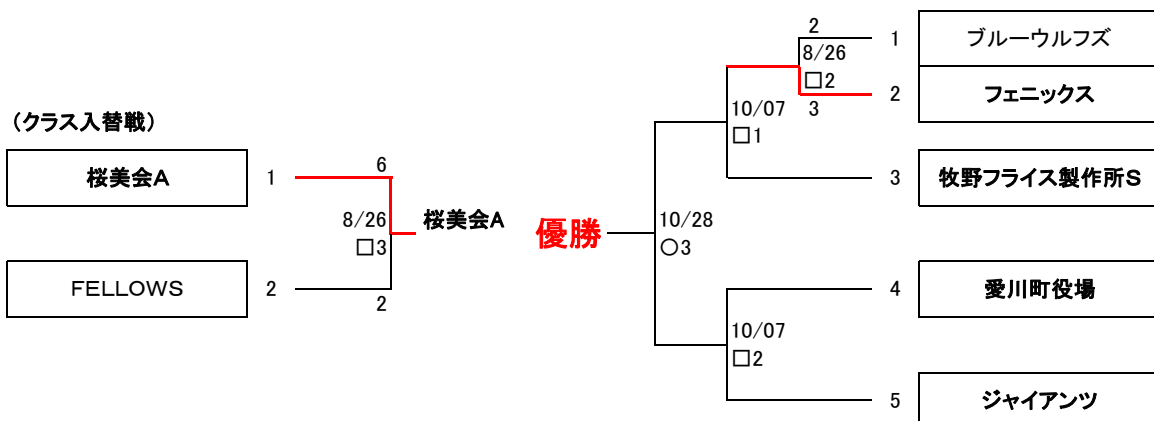 (クラス入替戦)
桜美会A
1
6
8/26
□3
桜美会A
FELLOWS
2
2
優勝
10/28
○3
2
8/26
□2
3
1
ブルーウルフズ
2
フェニックス
10/07
□1
3
牧野フライス製作所S
4
愛川町役場
10/07
□2
5
ジャイアンツ